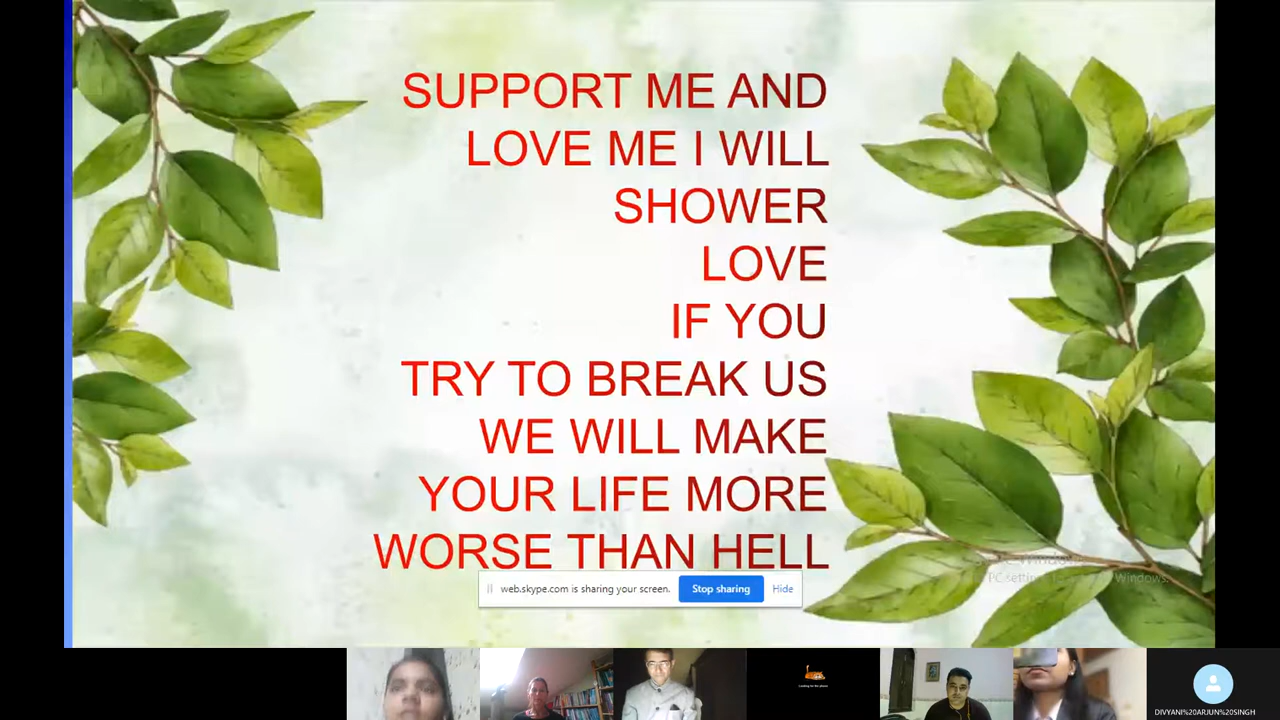 SUPPORT ME AND
LOVE ME I WILL
SHOWER
LOVE
IF YOU
TRY TO BREAK US
WE WILL MAKE
YOUR LIFE MORE
WORSE THAN HELL
web.skype.com is sharing your screen.
Stop sharing
Hide
Windows.
DIVYANI%20ARJUN%20SINGH